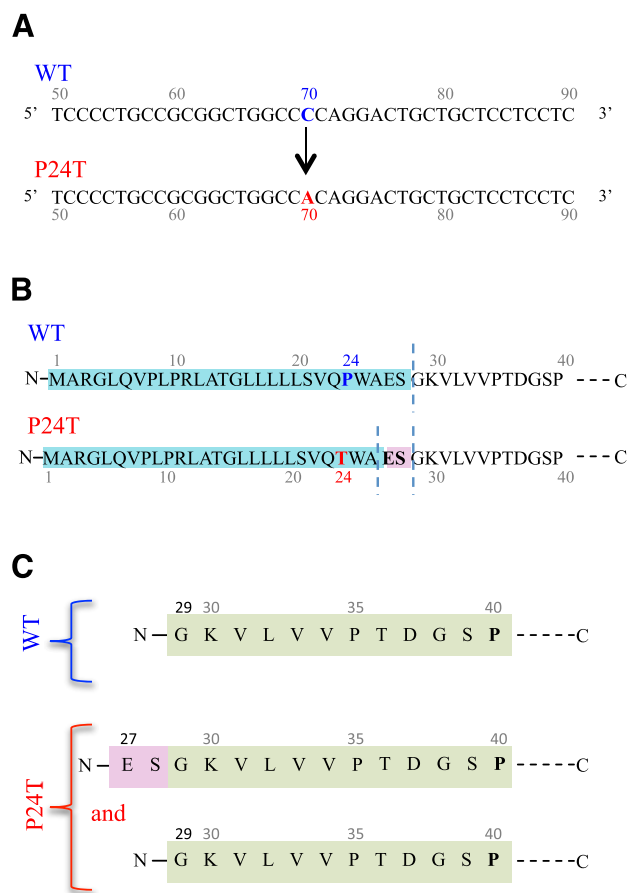 A
WT
50 60 70 80 90
5’ TCCCCTGCCGCGGCTGGCCCCAGGACTGCTGCTCCTCCTC 3’
P24T
5’ TCCCCTGCCGCGGCTGGCCACAGGACTGCTGCTCCTCCTC 3’
50 60 70 80 90
B
WT
1 10 20 24 30 40
N–MARGLQVPLPRLATGLLLLLLSVQPWAESGKVLVVPTDGSP ---C
P24T
N–MARGLQVPLPRLATGLLLLLLSVQTWAESGKVLVVPTDGSP ---C
1 10 20 24 30 40
C
WT
29 30 35 40
N – G K V L V V P T D G S P -----C
P24T
27 30 35 40
N – E S G K V L V V P T D G S P -----C
and
29 30 35 40
N – G K V L V V P T D G S P -----C